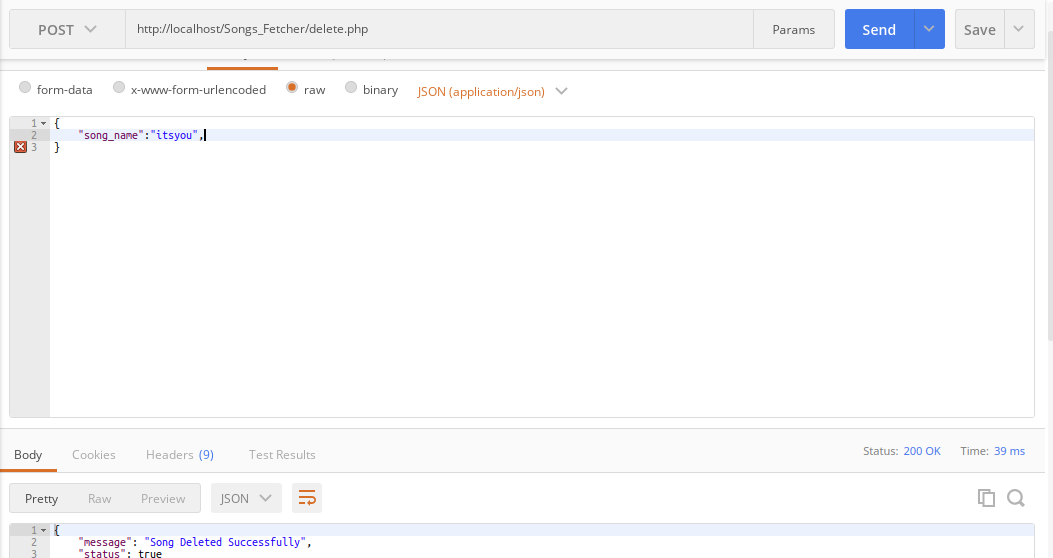 POST http://localhost/Songs_Fetcher/delete.php Params Send Save
form-data x-www-form-urlencoded raw binary JSON (application/json)
1 {
2 "song_name":"itsyou",
3 }
Body Cookies Headers (9) Test Results Status: 200 OK Time: 39 ms
Pretty Raw Preview JSON
1 {
2 "message": "Song Deleted Successfully",
3 "status": true